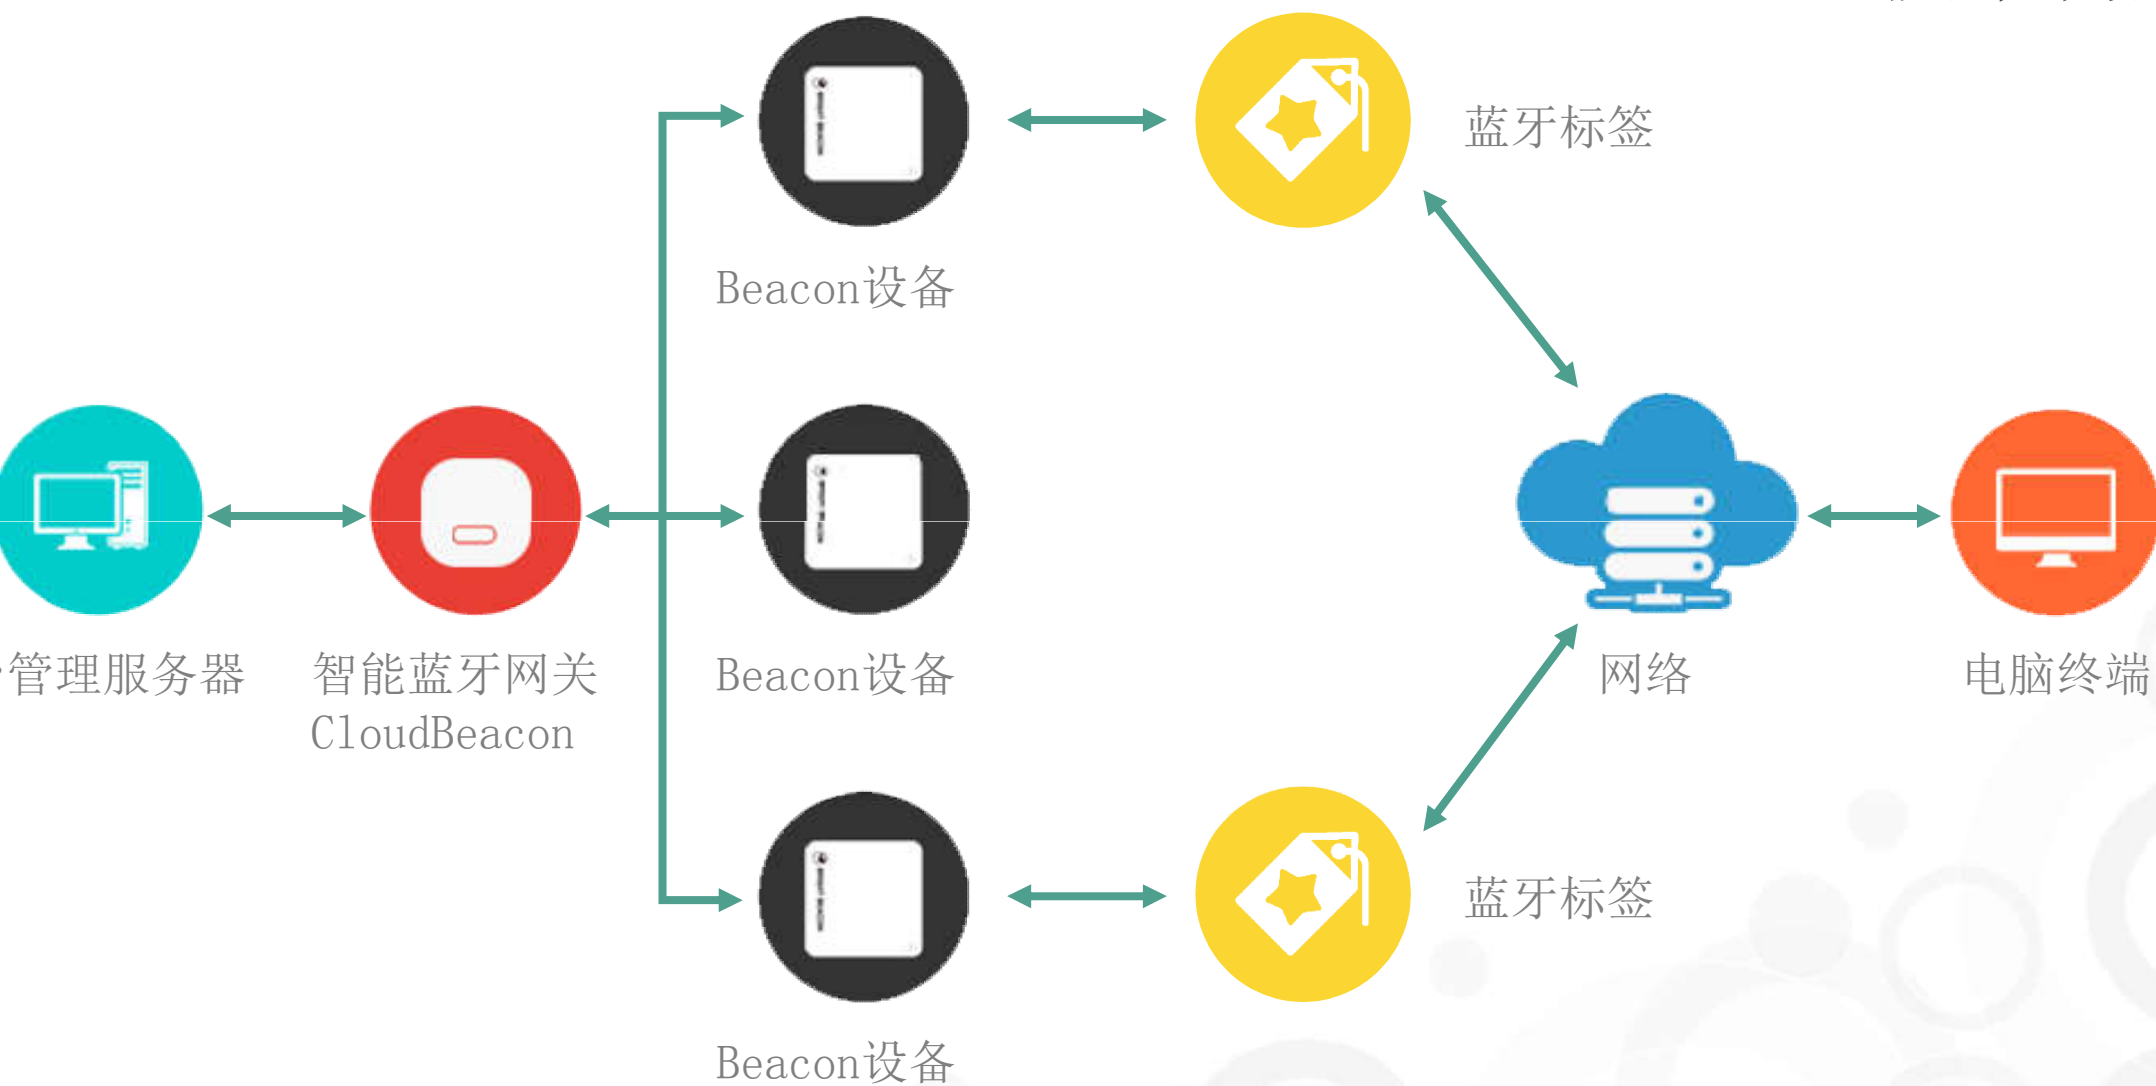 蓝牙标签
Beacon设备
管理服务器
智能蓝牙网关
CloudBeacon
Beacon设备
网络
电脑终端
蓝牙标签
Beacon设备